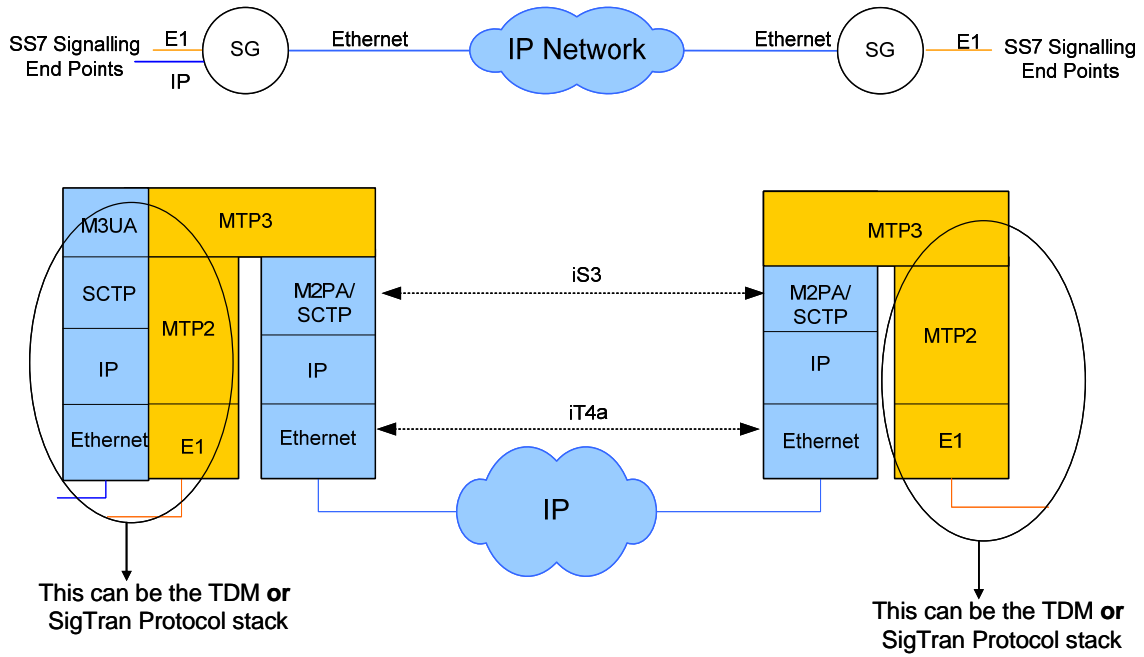 SS7 Signalling
End Points
E1
IP
SG
Ethernet
IP Network
Ethernet
SG
E1
SS7 Signalling
End Points
M3UA
MTP3
SCTP
MTP2
M2PA/
SCTP
IP
IP
Ethernet
E1
Ethernet
iS3
iT4a
IP
MTP3
M2PA/
SCTP
MTP2
IP
Ethernet
E1
This can be the TDM or
SigTran Protocol stack
This can be the TDM or
SigTran Protocol stack